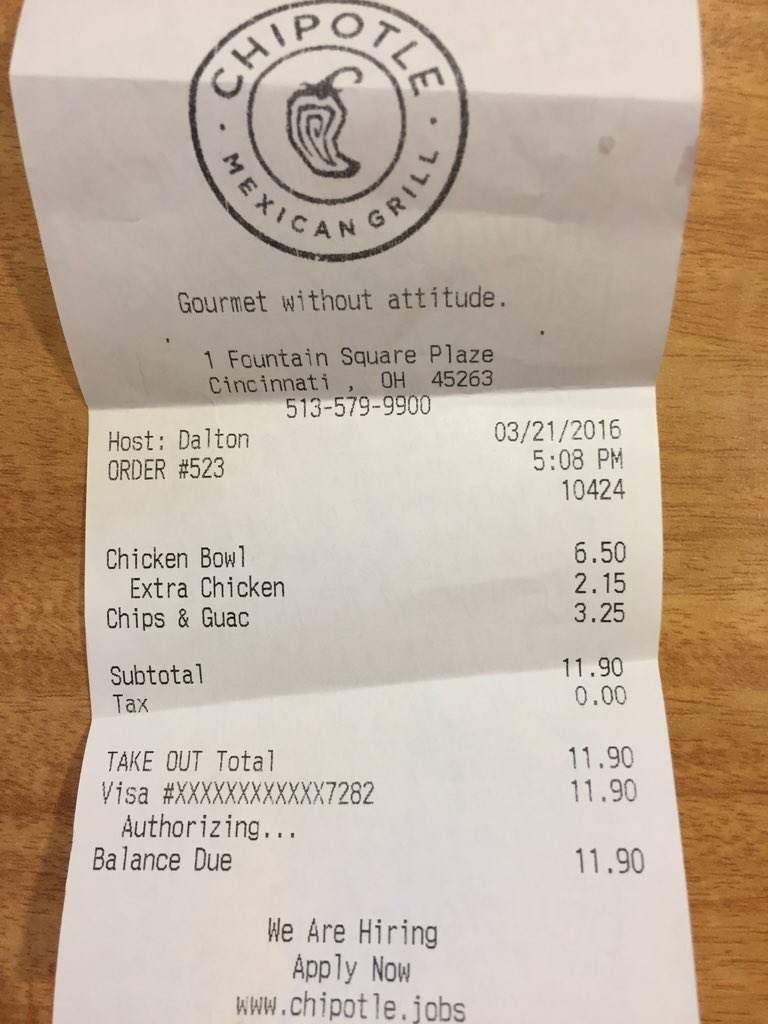 CHIPOTLE
MEXICAN GRILL
Gourmet without attitude.
1 Fountain Square Plaze
Cincinnati , OH 45263
513-579-9900
Host: Dalton 03/21/2016
ORDER #523 5:08 PM
10424
Chicken Bowl 6.50
Extra Chicken 2.15
Chips & Guac 3.25
Subtotal 11.90
Tax 0.00
TAKE OUT Total 11.90
Visa #XXXXXXXXXXXX7282 11.90
Authorizing...
Balance Due 11.90
We Are Hiring
Apply Now
www.chipotle.jobs